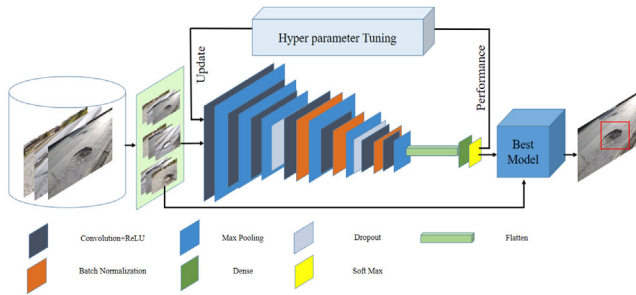 Hyper parameter Tuning
Update
Performance
Best
Model
Convolution+ReLU
Max Pooling
Dropout
Flatten
Batch Normalization
Dense
Soft Max